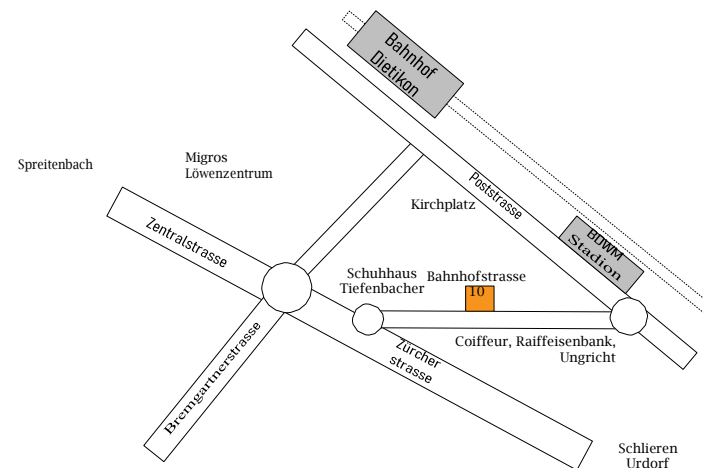 Bahnhof
Dietikon
Spreitenbach
Migros
Löwenzentrum
Poststrasse
Kirchplatz
Zentralstrasse
BDWM
Stadion
Schuhhaus
Tiefenbacher
Bahnhofstrasse
10
Coiffeur, Raiffeisenbank,
Ungricht
Zürcher
strasse
Bremgartnerstrasse
Schlieren
Urdorf